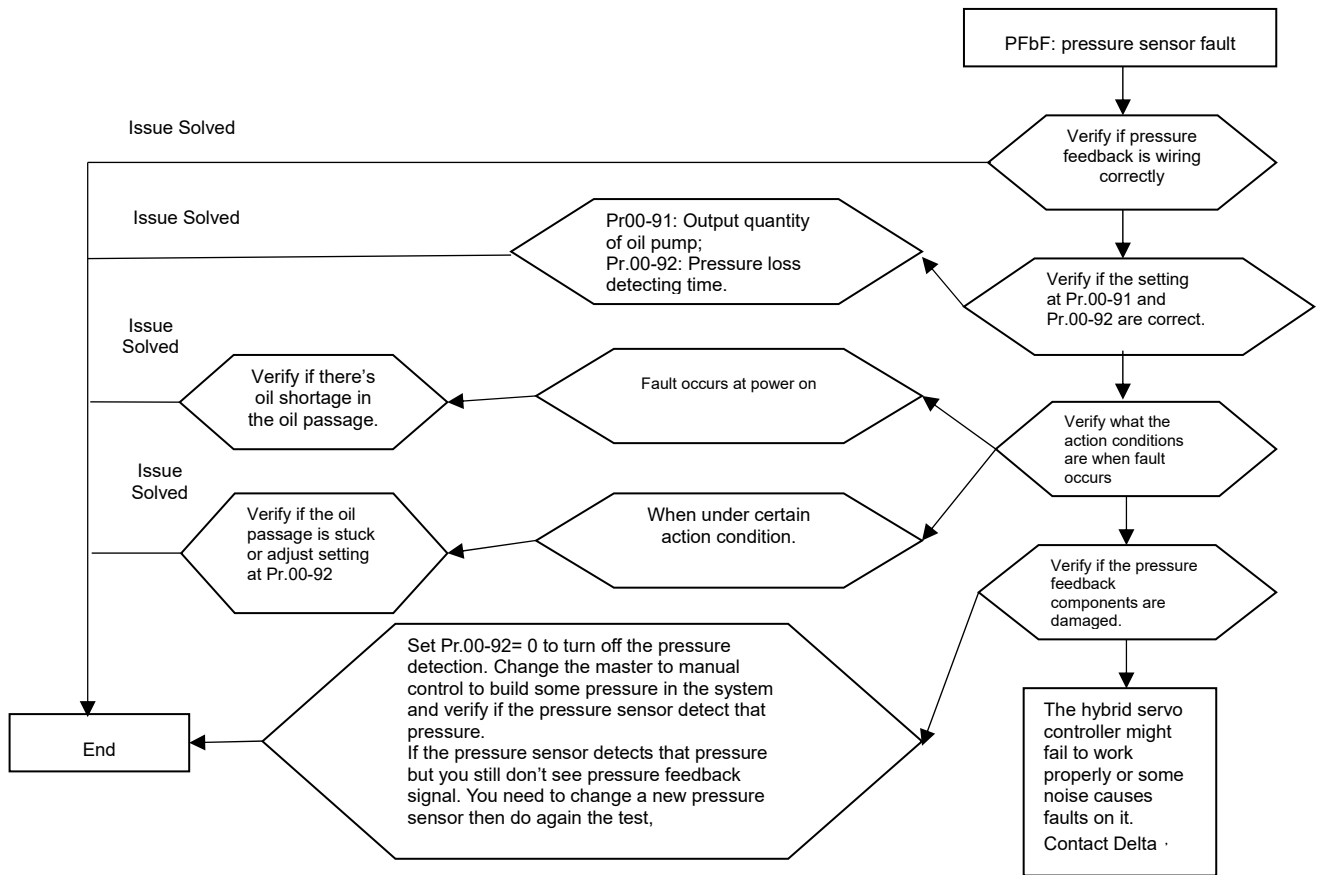 PFbF: pressure sensor fault
Issue Solved
Verify if pressure
feedback is wiring
correctly
Issue Solved
Pr00-91: Output quantity
of oil pump;
Pr.00-92: Pressure loss
detecting time.
Verify if the setting
at Pr.00-91 and
Pr.00-92 are correct.
Issue
Solved
Verify if there’s
oil shortage in
the oil passage.
Fault occurs at power on
Verify what the
action conditions
are when fault
occurs
Issue
Solved
Verify if the oil
passage is stuck
or adjust setting
at Pr.00-92
When under certain
action condition.
Verify if the pressure
feedback
components are
damaged.
Set Pr.00-92= 0 to turn off the pressure
detection. Change the master to manual
control to build some pressure in the system
and verify if the pressure sensor detect that
pressure.
If the pressure sensor detects that pressure
but you still don’t see pressure feedback
signal. You need to change a new pressure
sensor then do again the test,
End
The hybrid servo
controller might
fail to work
properly or some
noise causes
faults on it.
Contact Delta ·